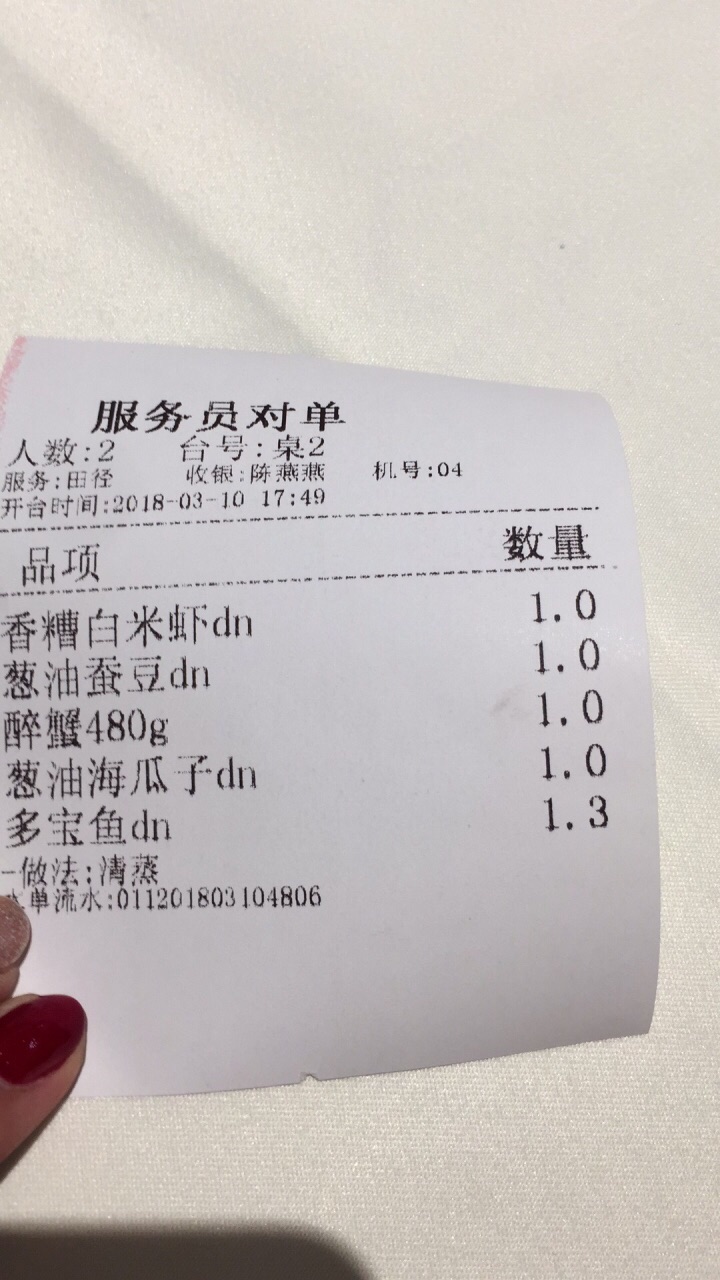 服务员对单
人数:2 台号:桌2
服务:田径 收银:陈燕燕 机号:04
开台时间:2018-03-10 17:49
品项 数量
香糟白米虾dn 1.0
葱油蚕豆dn 1.0
醉蟹480g 1.0
葱油海瓜子dn 1.0
多宝鱼dn 1.3
-做法:清蒸
本单流水:011201803104806